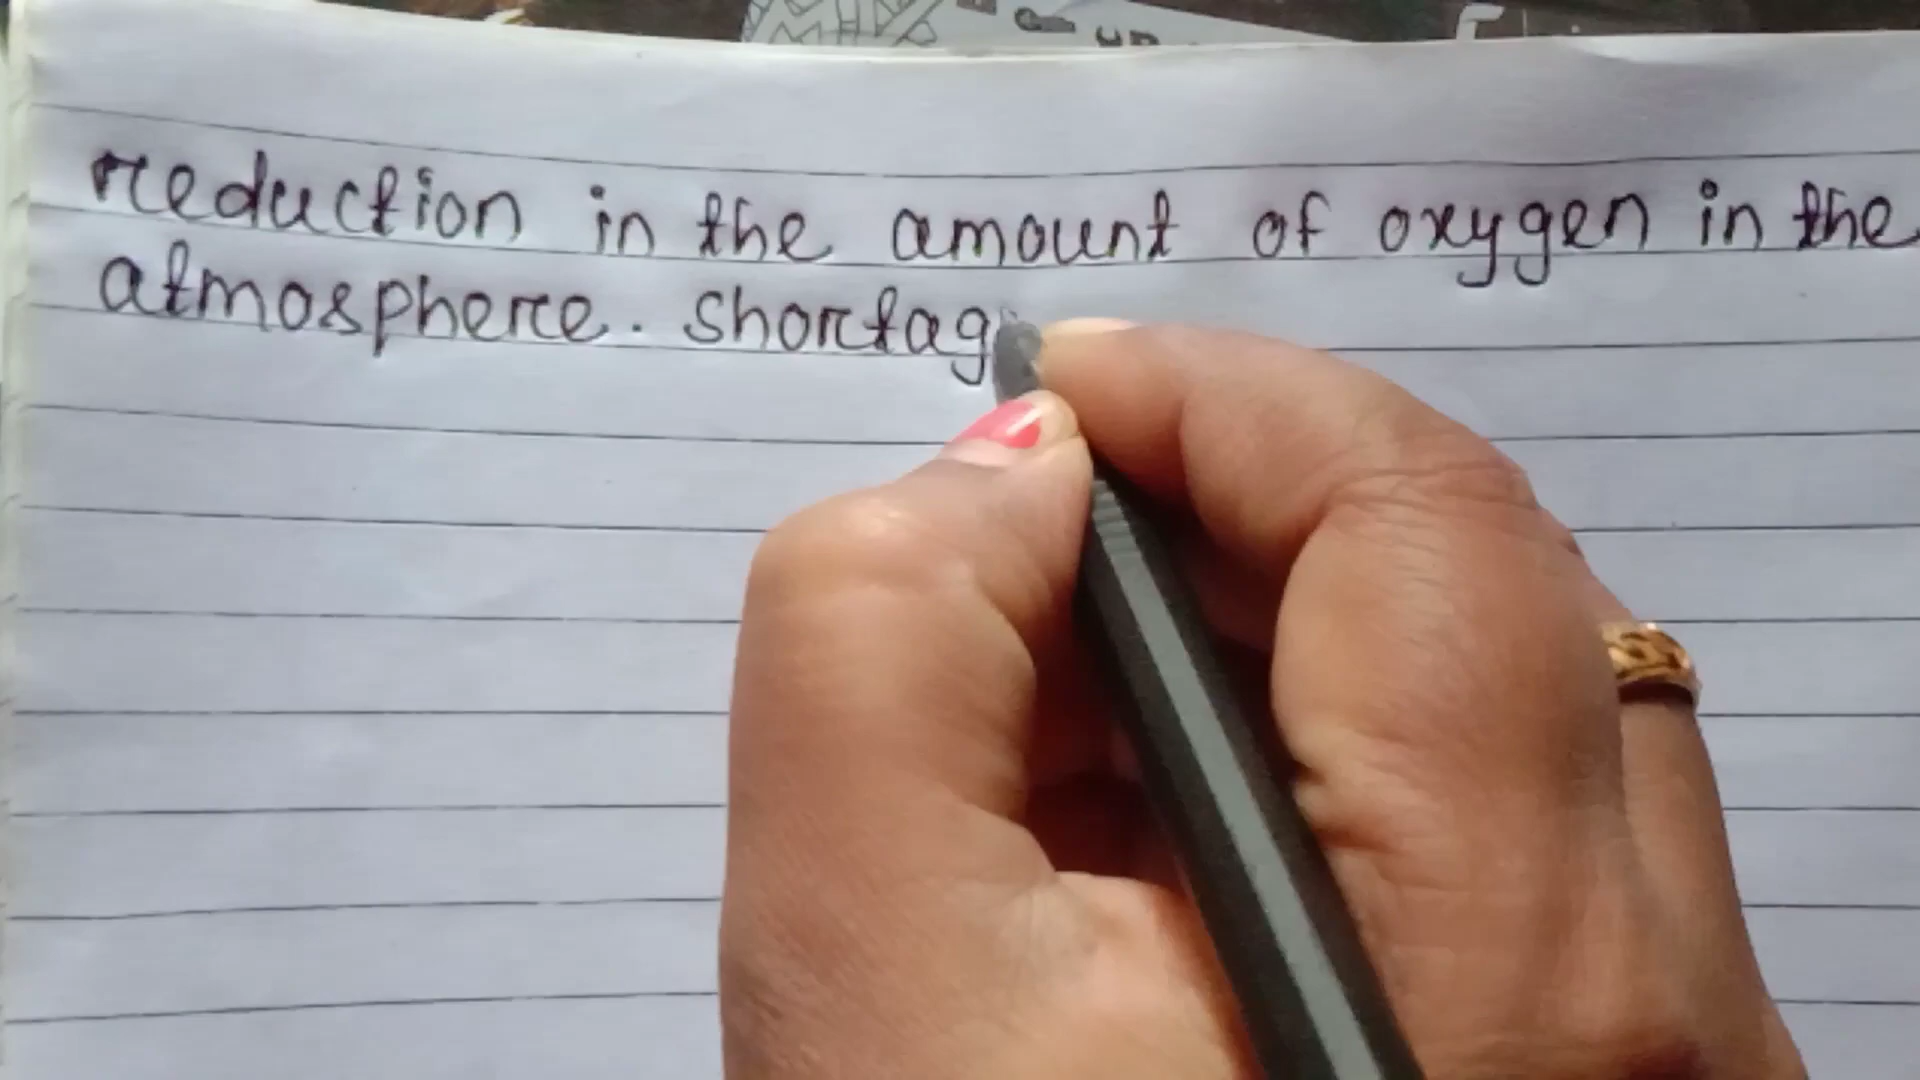 reduction in the amount of oxygen in the
atmosphere. shortag